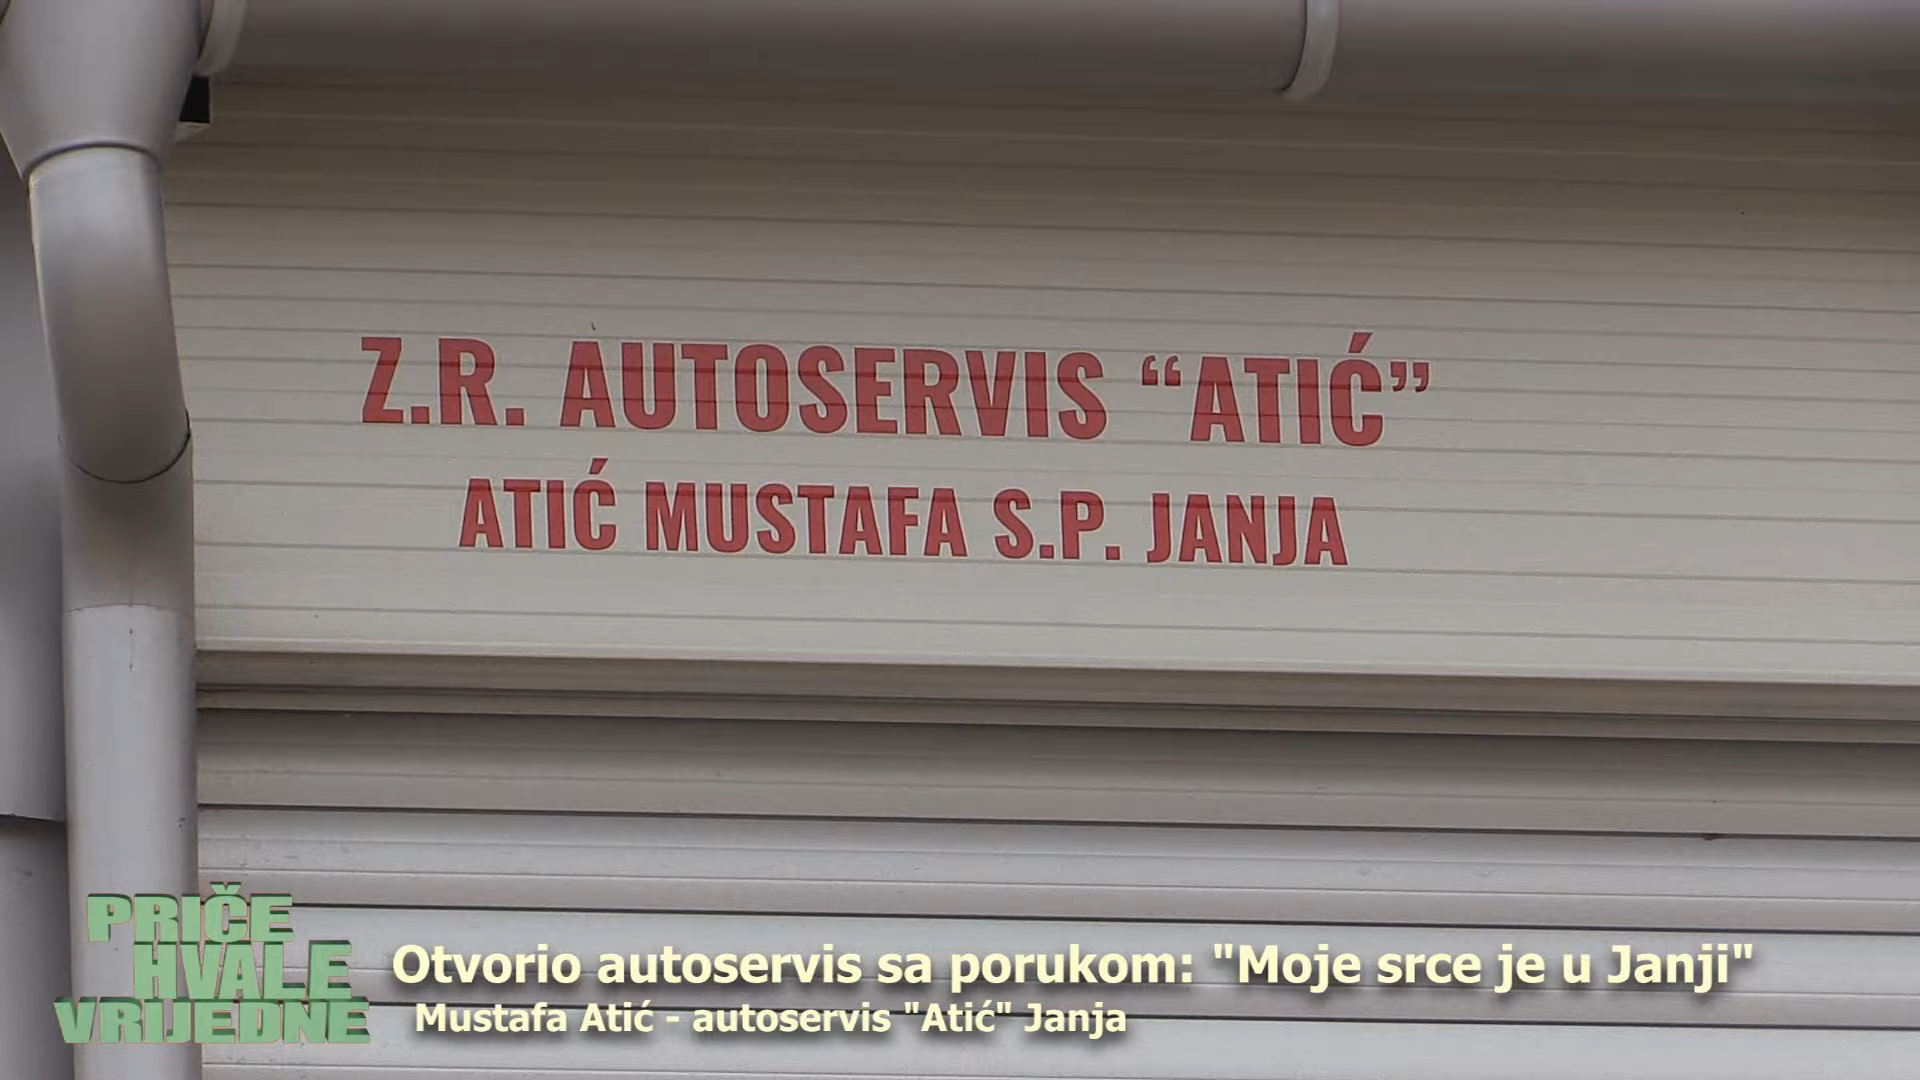 Z.R. AUTOSERVIS “ATIĆ”
ATIĆ MUSTAFA S.P. JANJA
PRIČE
HVALE
VRIJEDNE
Otvorio autoservis sa porukom: "Moje srce je u Janji"
Mustafa Atić - autoservis "Atić" Janja